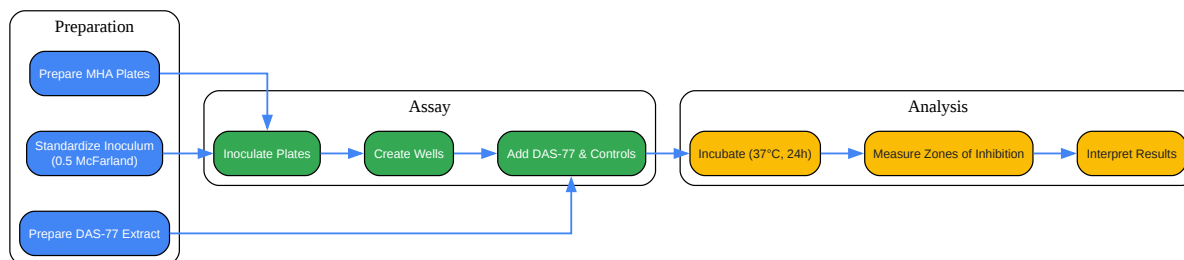 Preparation
Prepare MHA Plates
Standardize Inoculum
(0.5 McFarland)
Prepare DAS-77 Extract
Assay
Inoculate Plates
Create Wells
Add DAS-77 & Controls
Analysis
Incubate (37°C, 24h)
Measure Zones of Inhibition
Interpret Results